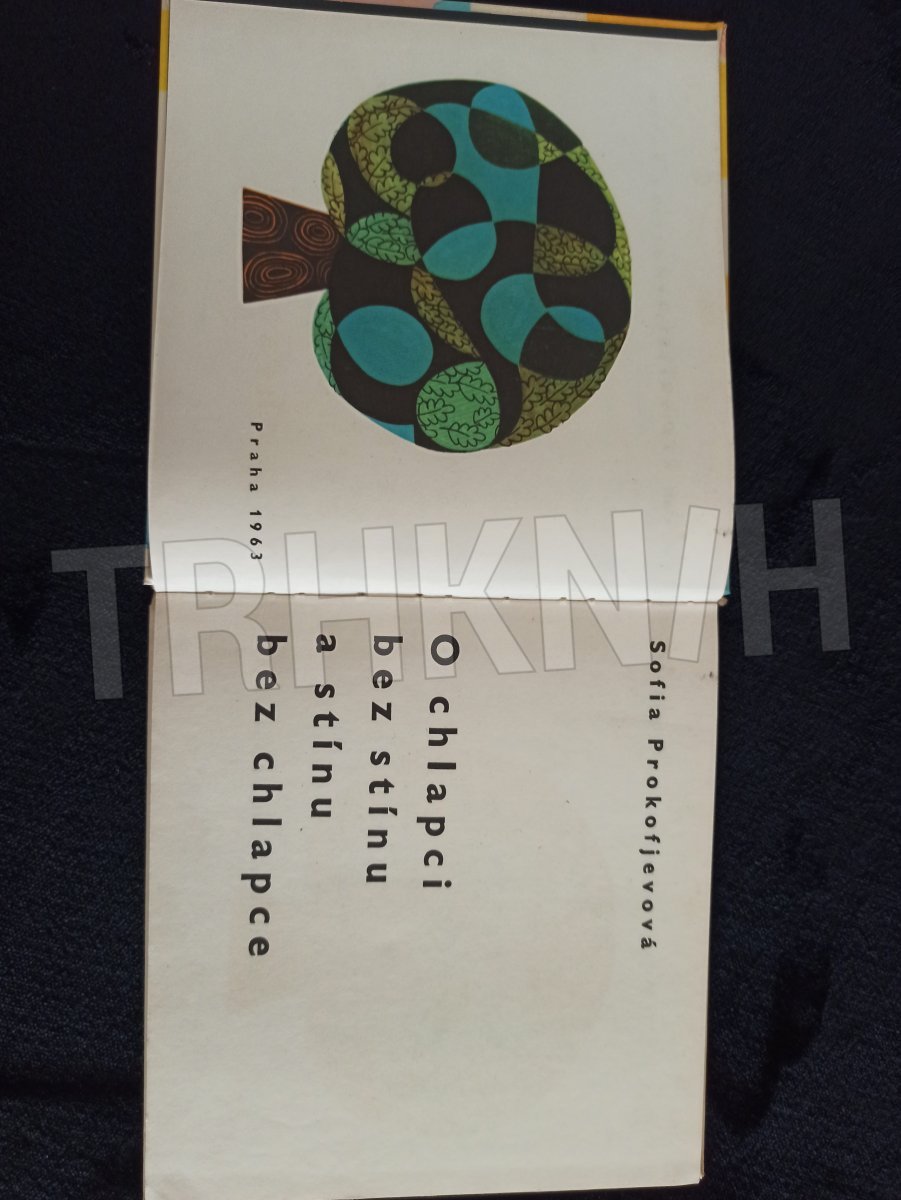 Praha 1963
Sofia Prokofjevová
O chlapci
bez stínu
a stínu
bez chlapce
TRHKNIH